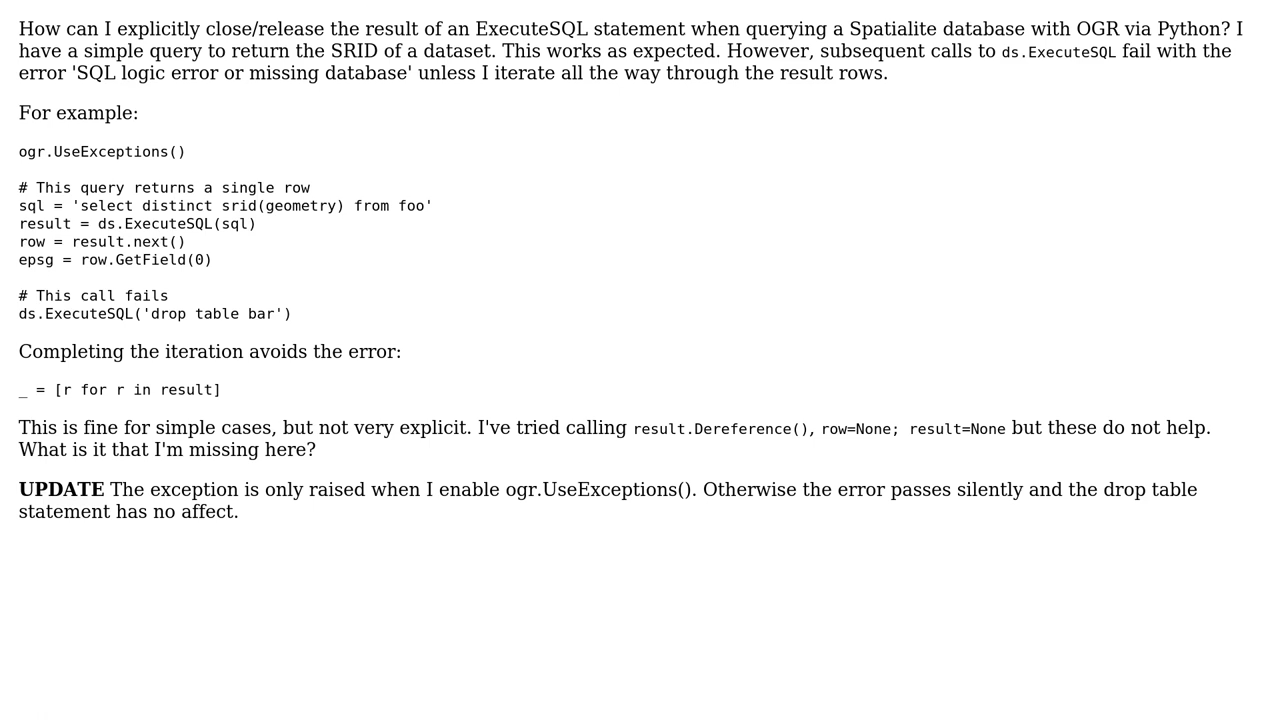 How can I explicitly close/release the result of an ExecuteSQL statement when querying a Spatialite database with OGR via Python? I
have a simple query to return the SRID of a dataset. This works as expected. However, subsequent calls to ds.ExecuteSQL fail with the
error 'SQL logic error or missing database' unless I iterate all the way through the result rows.
For example:
ogr.UseExceptions()
# This query returns a single row
sql = 'select distinct srid(geometry) from foo'
result = ds.ExecuteSQL(sql)
row = result.next()
epsg = row.GetField(0)
# This call fails
ds.ExecuteSQL('drop table bar')
Completing the iteration avoids the error:
_ = [r for r in result]
This is fine for simple cases, but not very explicit. I've tried calling result.Dereference(), row=None; result=None but these do not help.
What is it that I'm missing here?
UPDATE The exception is only raised when I enable ogr.UseExceptions(). Otherwise the error passes silently and the drop table
statement has no affect.